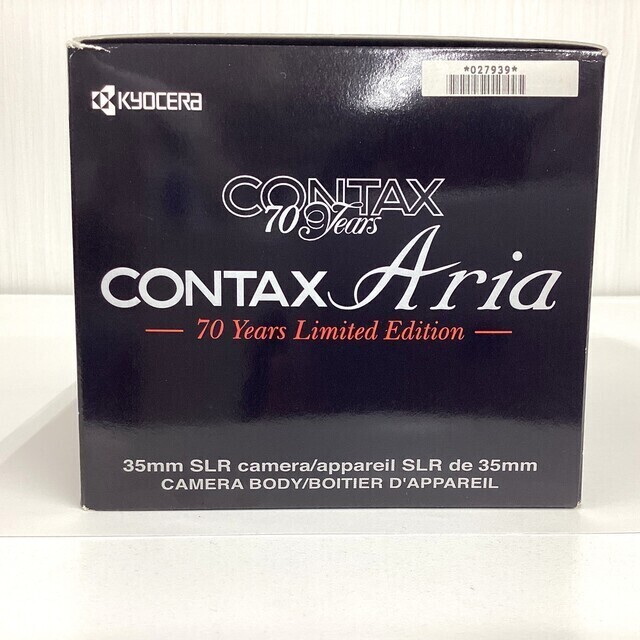 *027939*
KYOCERA
CONTAX
70 Years
CONTAX Aria
— 70 Years Limited Edition —
35mm SLR camera/appareil SLR de 35mm
CAMERA BODY/BOITIER D'APPAREIL